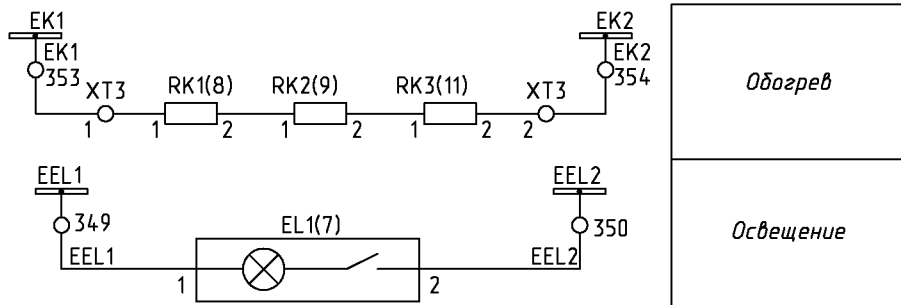 EK1 EK2
EK1 EK2
353 354
Обогрев
XT3 RK1(8) RK2(9) RK3(11) XT3
1 1 2 1 2 1 2 2
EEL1 EEL2
349 EL1(7) 350
Освещение
EEL1 EEL2
1 2